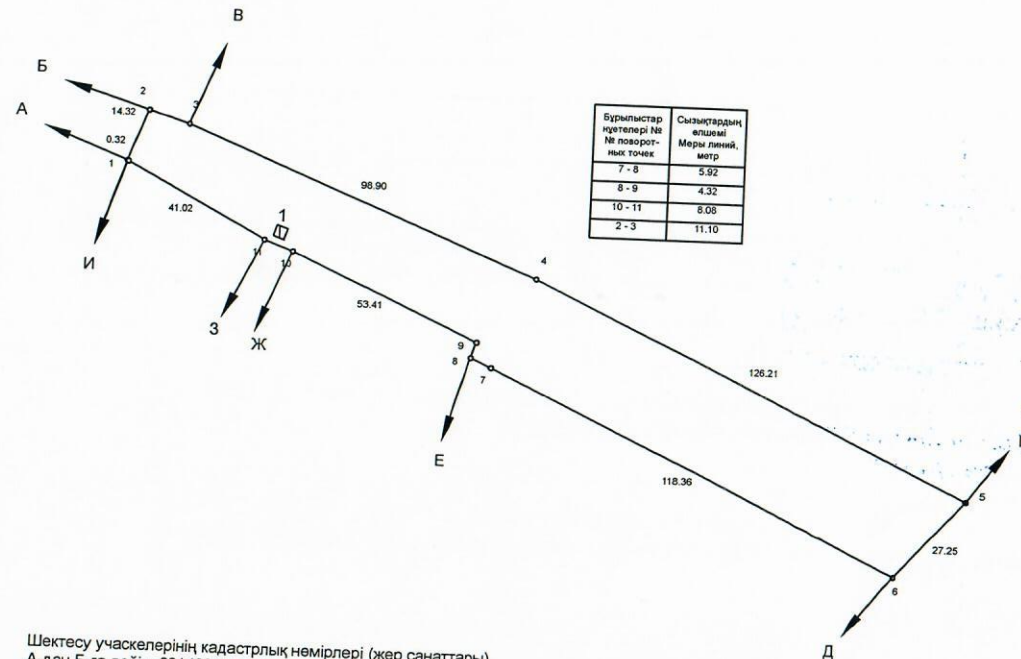 В
Б
2
3
А
14.32
0.32
1
98.90
Бұрылыстар нүктелері №
№ поворот-
ных точек
Сызықтардың
өлшемі
Меры линий,
метр
7 - 8
5.92
8 - 9
4.32
10 - 11
8.08
2 - 3
11.10
41.02
1
11
10
И
4
З
Ж
53.41
9
8
7
126.21
Е
118.36
5
27.25
6
Д
Шектесу учаскелерінің кадастрлық нөмірлері (жер санаттары)